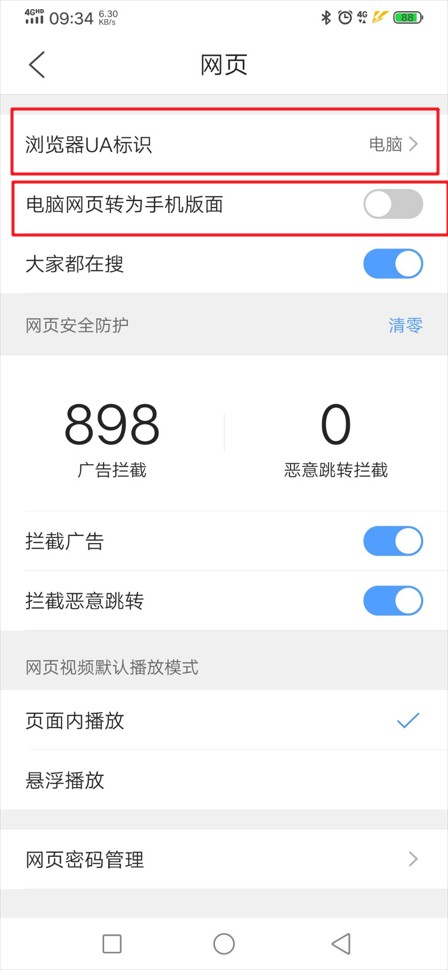 4GHD 09:34 6.30 KB/s 4G 88
网页
浏览器UA标识 电脑
电脑网页转为手机版面
大家都在搜
网页安全防护 清零
898 0
广告拦截 恶意跳转拦截
拦截广告
拦截恶意跳转
网页视频默认播放模式
页面内播放
悬浮播放
网页密码管理